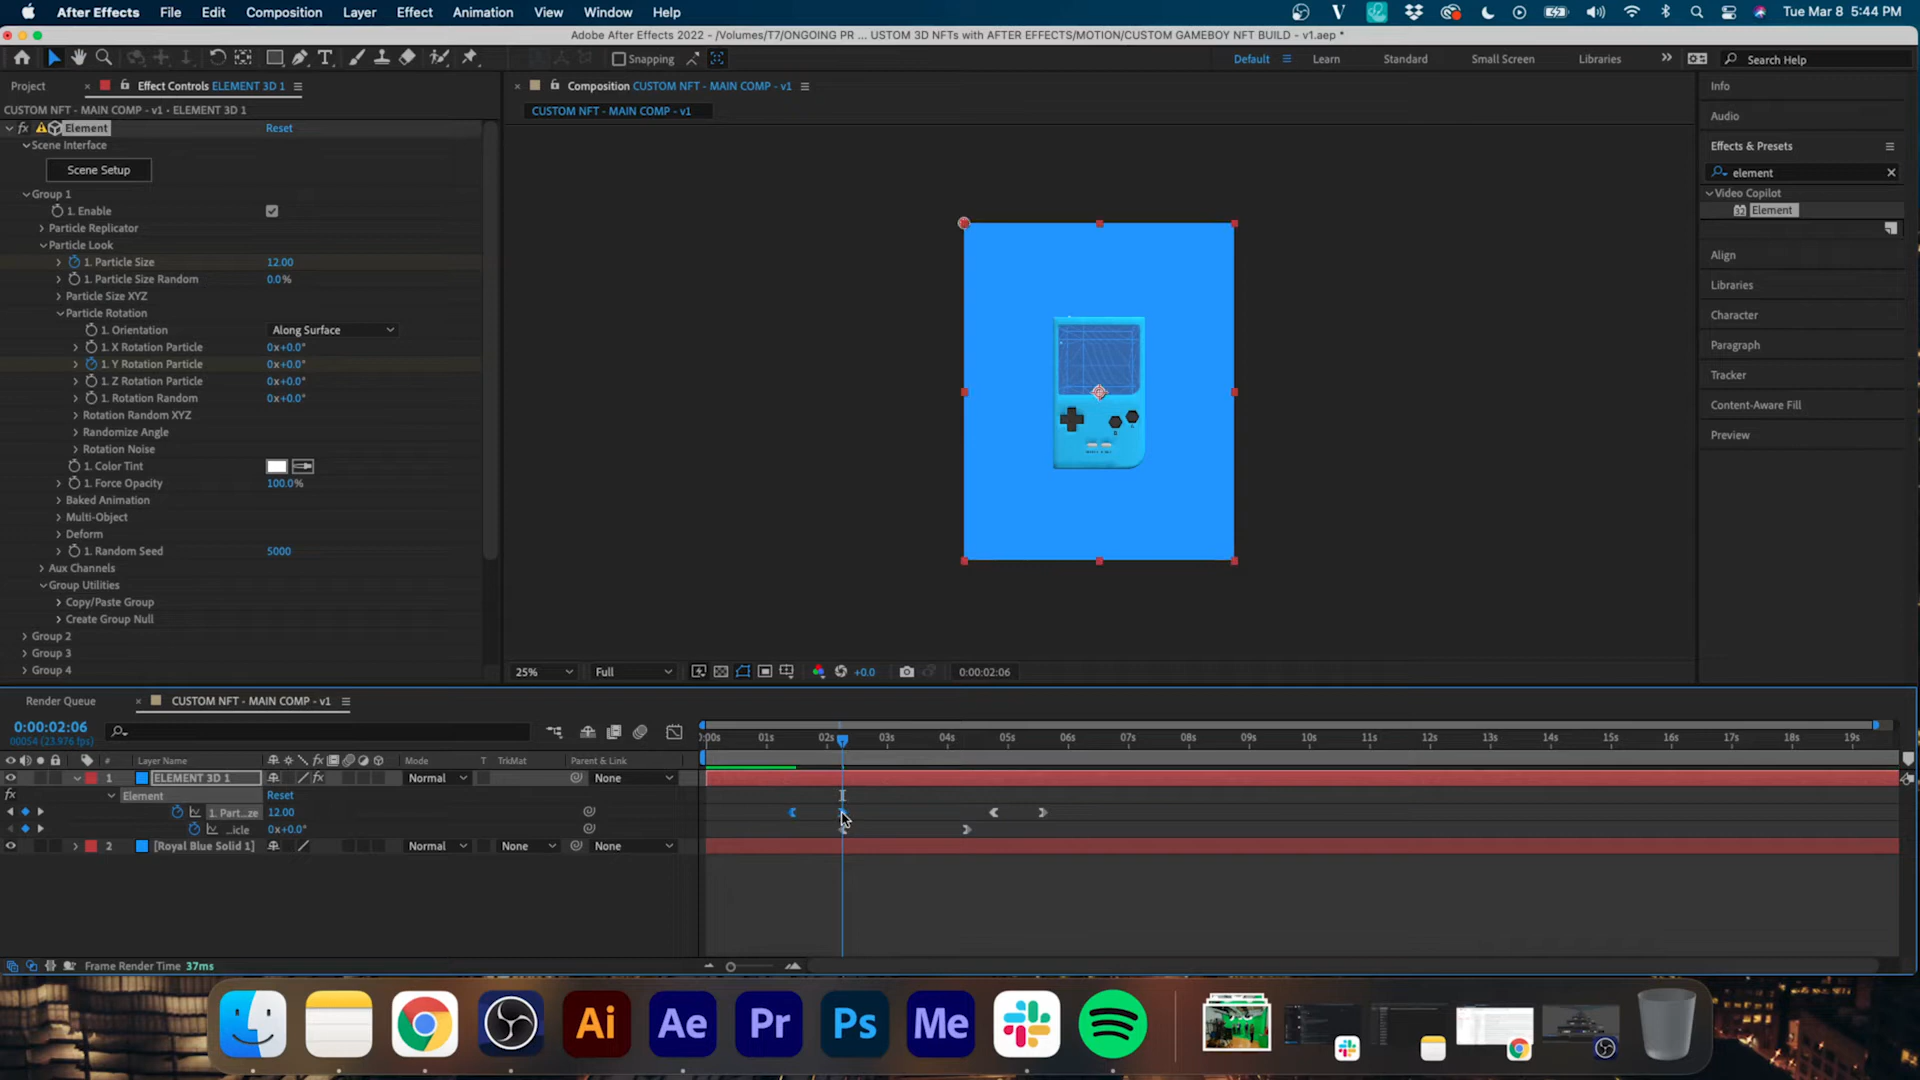 After Effects File Edit Composition Layer Effect Animation View Window Help
Tue Mar 8 5:44 PM
Adobe After Effects 2022 - /Volumes/T7/ONGOING PR ... USTOM 3D NFTs with AFTER EFFECTS/MOTION/CUSTOM GAMEBOY NFT BUILD - v1.aep *
Snapping
Default Learn Standard Small Screen Libraries Search Help
Project Effect Controls ELEMENT 3D 1
CUSTOM NFT - MAIN COMP - v1 - ELEMENT 3D 1
fx Element Reset
Scene Interface
Scene Setup
Group 1
1. Enable
Particle Replicator
Particle Look
1. Particle Size 12.00
1. Particle Size Random 0.0%
Particle Size XYZ
Particle Rotation
1. Orientation Along Surface
1. X Rotation Particle 0x+0.0°
1. Y Rotation Particle 0x+0.0°
1. Z Rotation Particle 0x+0.0°
1. Rotation Random 0x+0.0°
Rotation Random XYZ
Randomize Angle
Rotation Noise
1. Color Tint
1. Force Opacity 100.0%
Baked Animation
Multi-Object
Deform
1. Random Seed 5000
Aux Channels
Group Utilities
Copy/Paste Group
Create Group Null
Group 2
Group 3
Group 4
Composition CUSTOM NFT - MAIN COMP - v1
CUSTOM NFT - MAIN COMP - v1
25% Full +0.0 0:00:02:06
Info
Audio
Effects & Presets
element
Video Copilot
32 Element
Align
Libraries
Character
Paragraph
Tracker
Content-Aware Fill
Preview
Render Queue CUSTOM NFT - MAIN COMP - v1
0:00:02:06
00054 (23.976 fps)
:00s 01s 02s 03s 04s 05s 06s 07s 08s 09s 10s 11s 12s 13s 14s 15s 16s 17s 18s 19s
# Layer Name fx Mode T TrkMat Parent & Link
1 ELEMENT 3D 1 fx Normal None
fx Element Reset
1. Part...ze 12.00
...icle 0x+0.0°
2 [Royal Blue Solid 1] Normal None None
Frame Render Time 37ms
Ai Ae Pr Ps Me